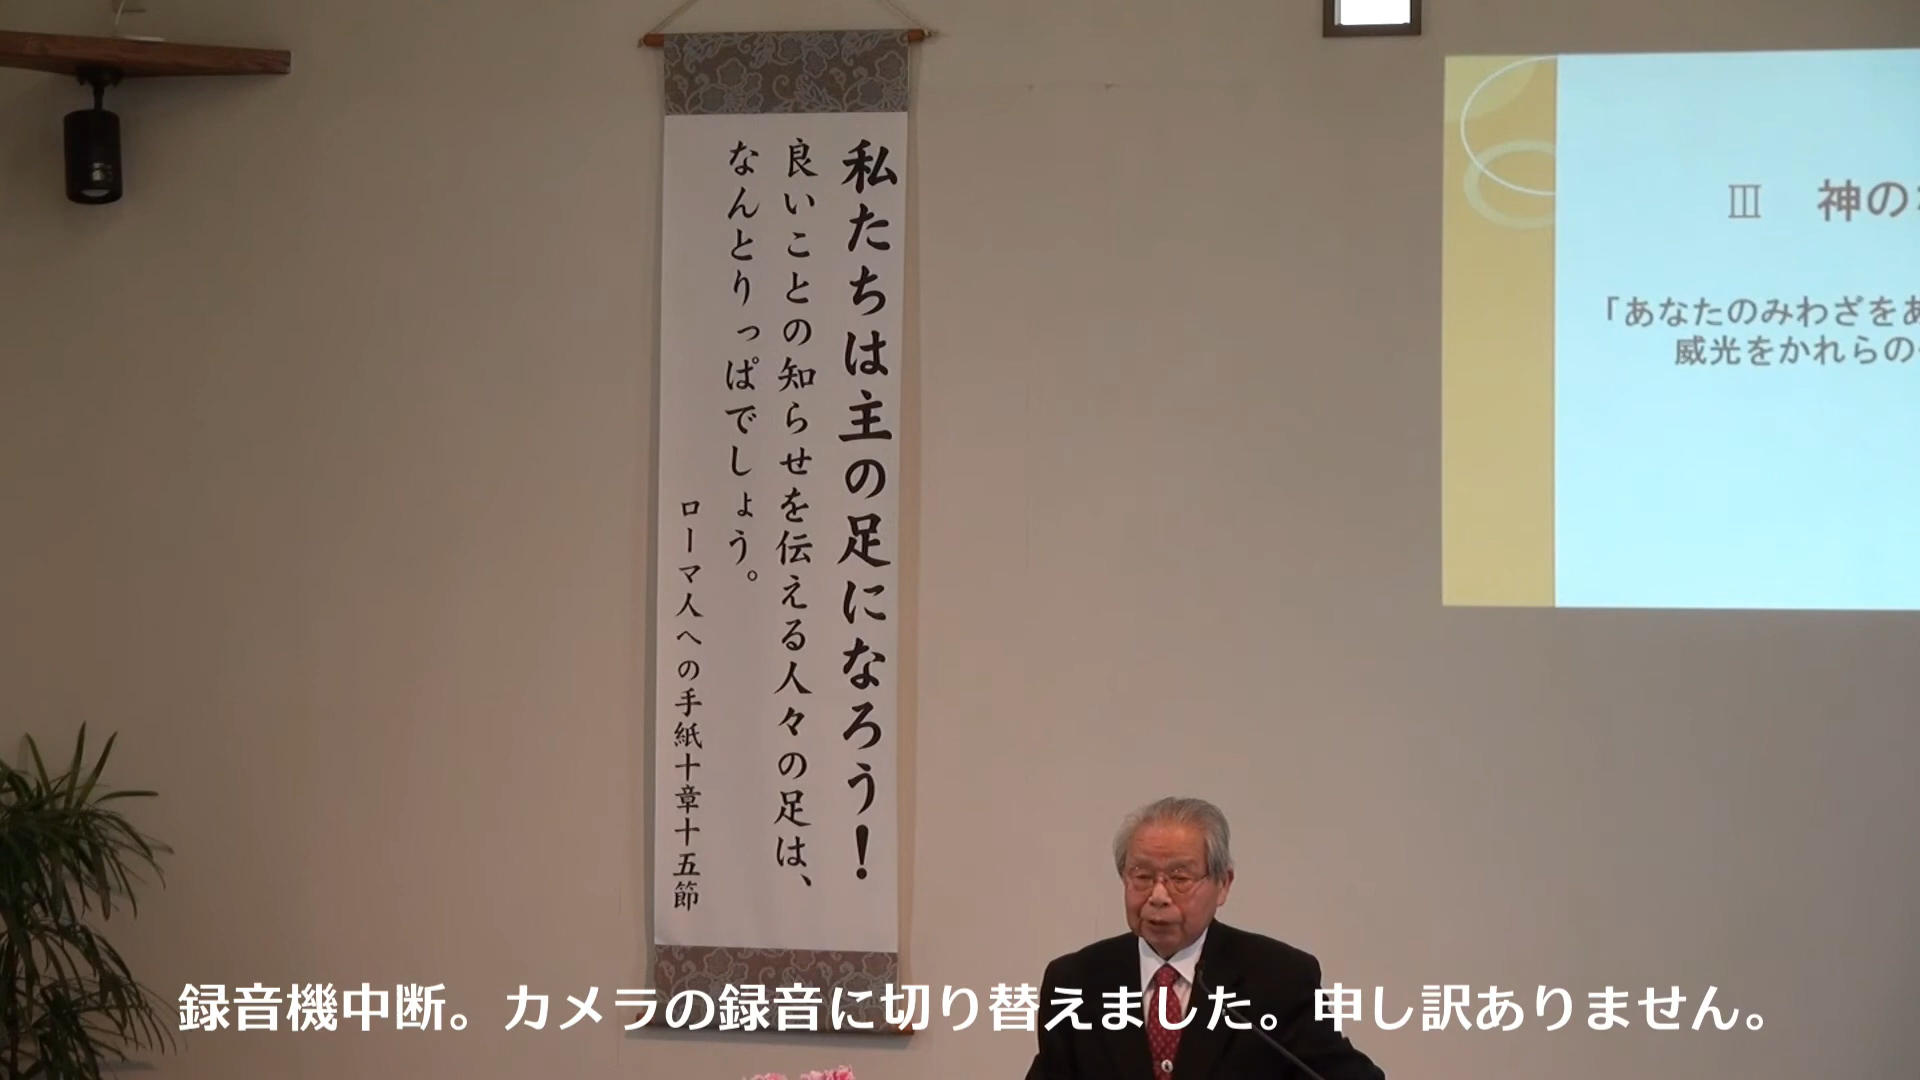 私たちは主の足になろう!
良いことの知らせを伝える人々の足は、
なんとりっぱでしょう。
ローマ人への手紙十章十五節
Ⅲ 神の
「あなたのみわざをあ
威光をかれらの
録音機中断。カメラの録音に切り替えました。申し訳ありません。